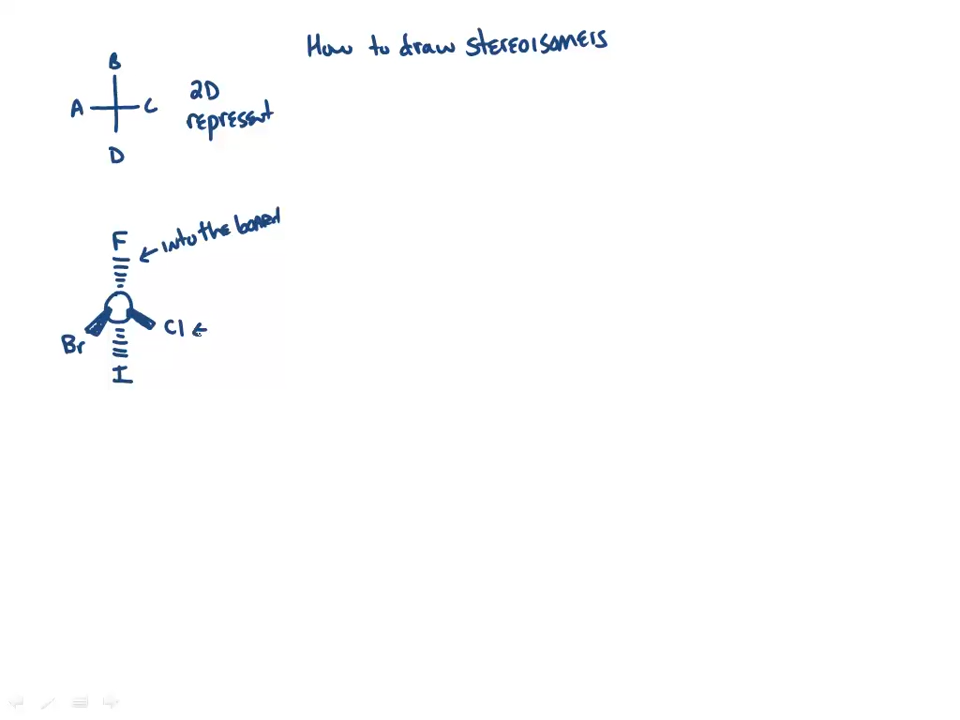 How to draw stereoisomers
B
A C
D
2D
represent
F
← into the board
Br
Cl ←
I